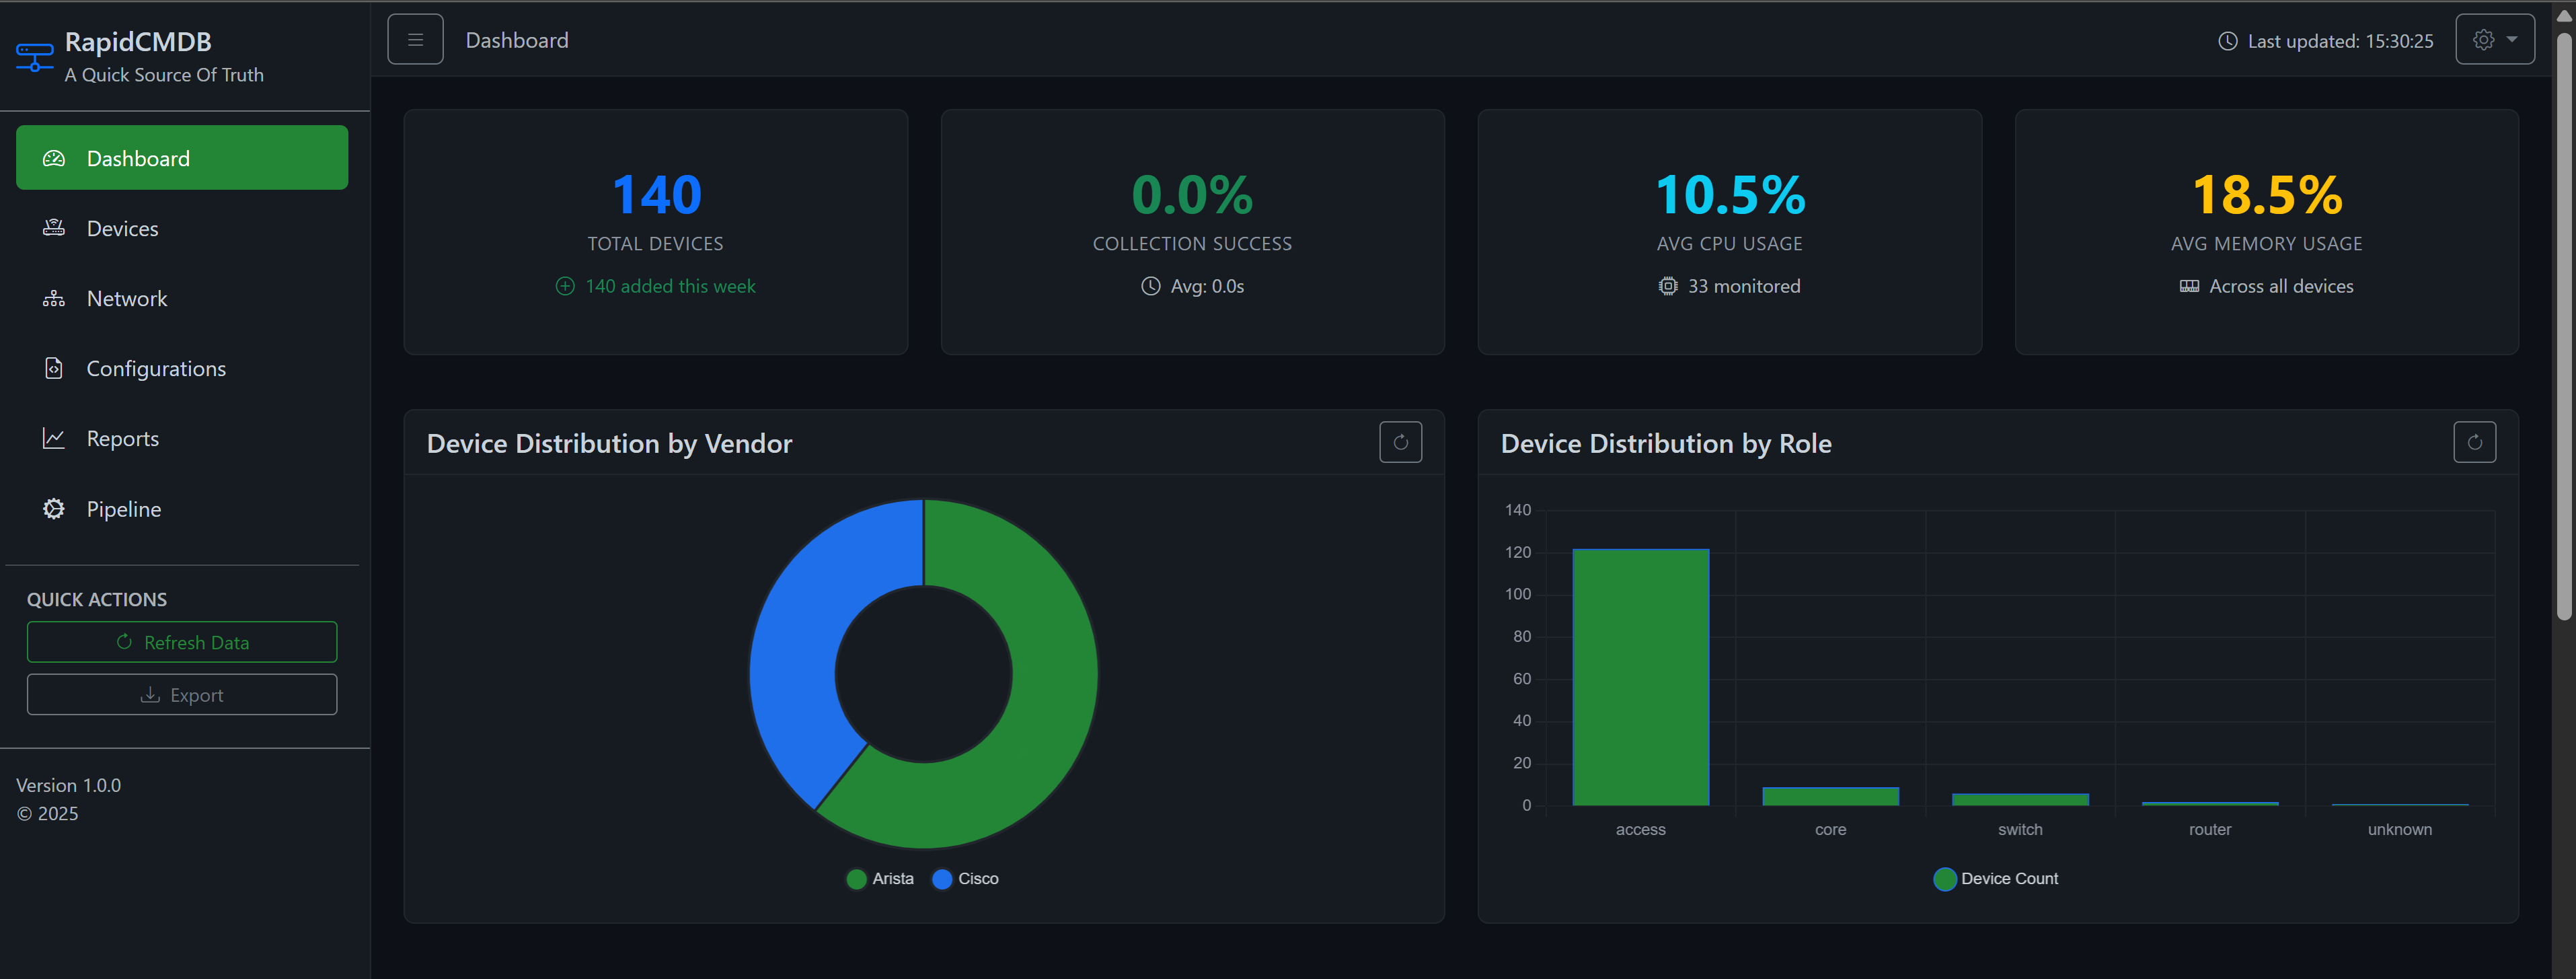 RapidCMDB
A Quick Source Of Truth
Dashboard
Devices
Network
Configurations
Reports
Pipeline
QUICK ACTIONS
Refresh Data
Export
Version 1.0.0
© 2025
Dashboard
Last updated: 15:30:25
140
TOTAL DEVICES
140 added this week
0.0%
COLLECTION SUCCESS
Avg: 0.0s
10.5%
AVG CPU USAGE
33 monitored
18.5%
AVG MEMORY USAGE
Across all devices
Device Distribution by Vendor
Arista
Cisco
Device Distribution by Role
140
120
100
80
60
40
20
0
access
core
switch
router
unknown
Device Count